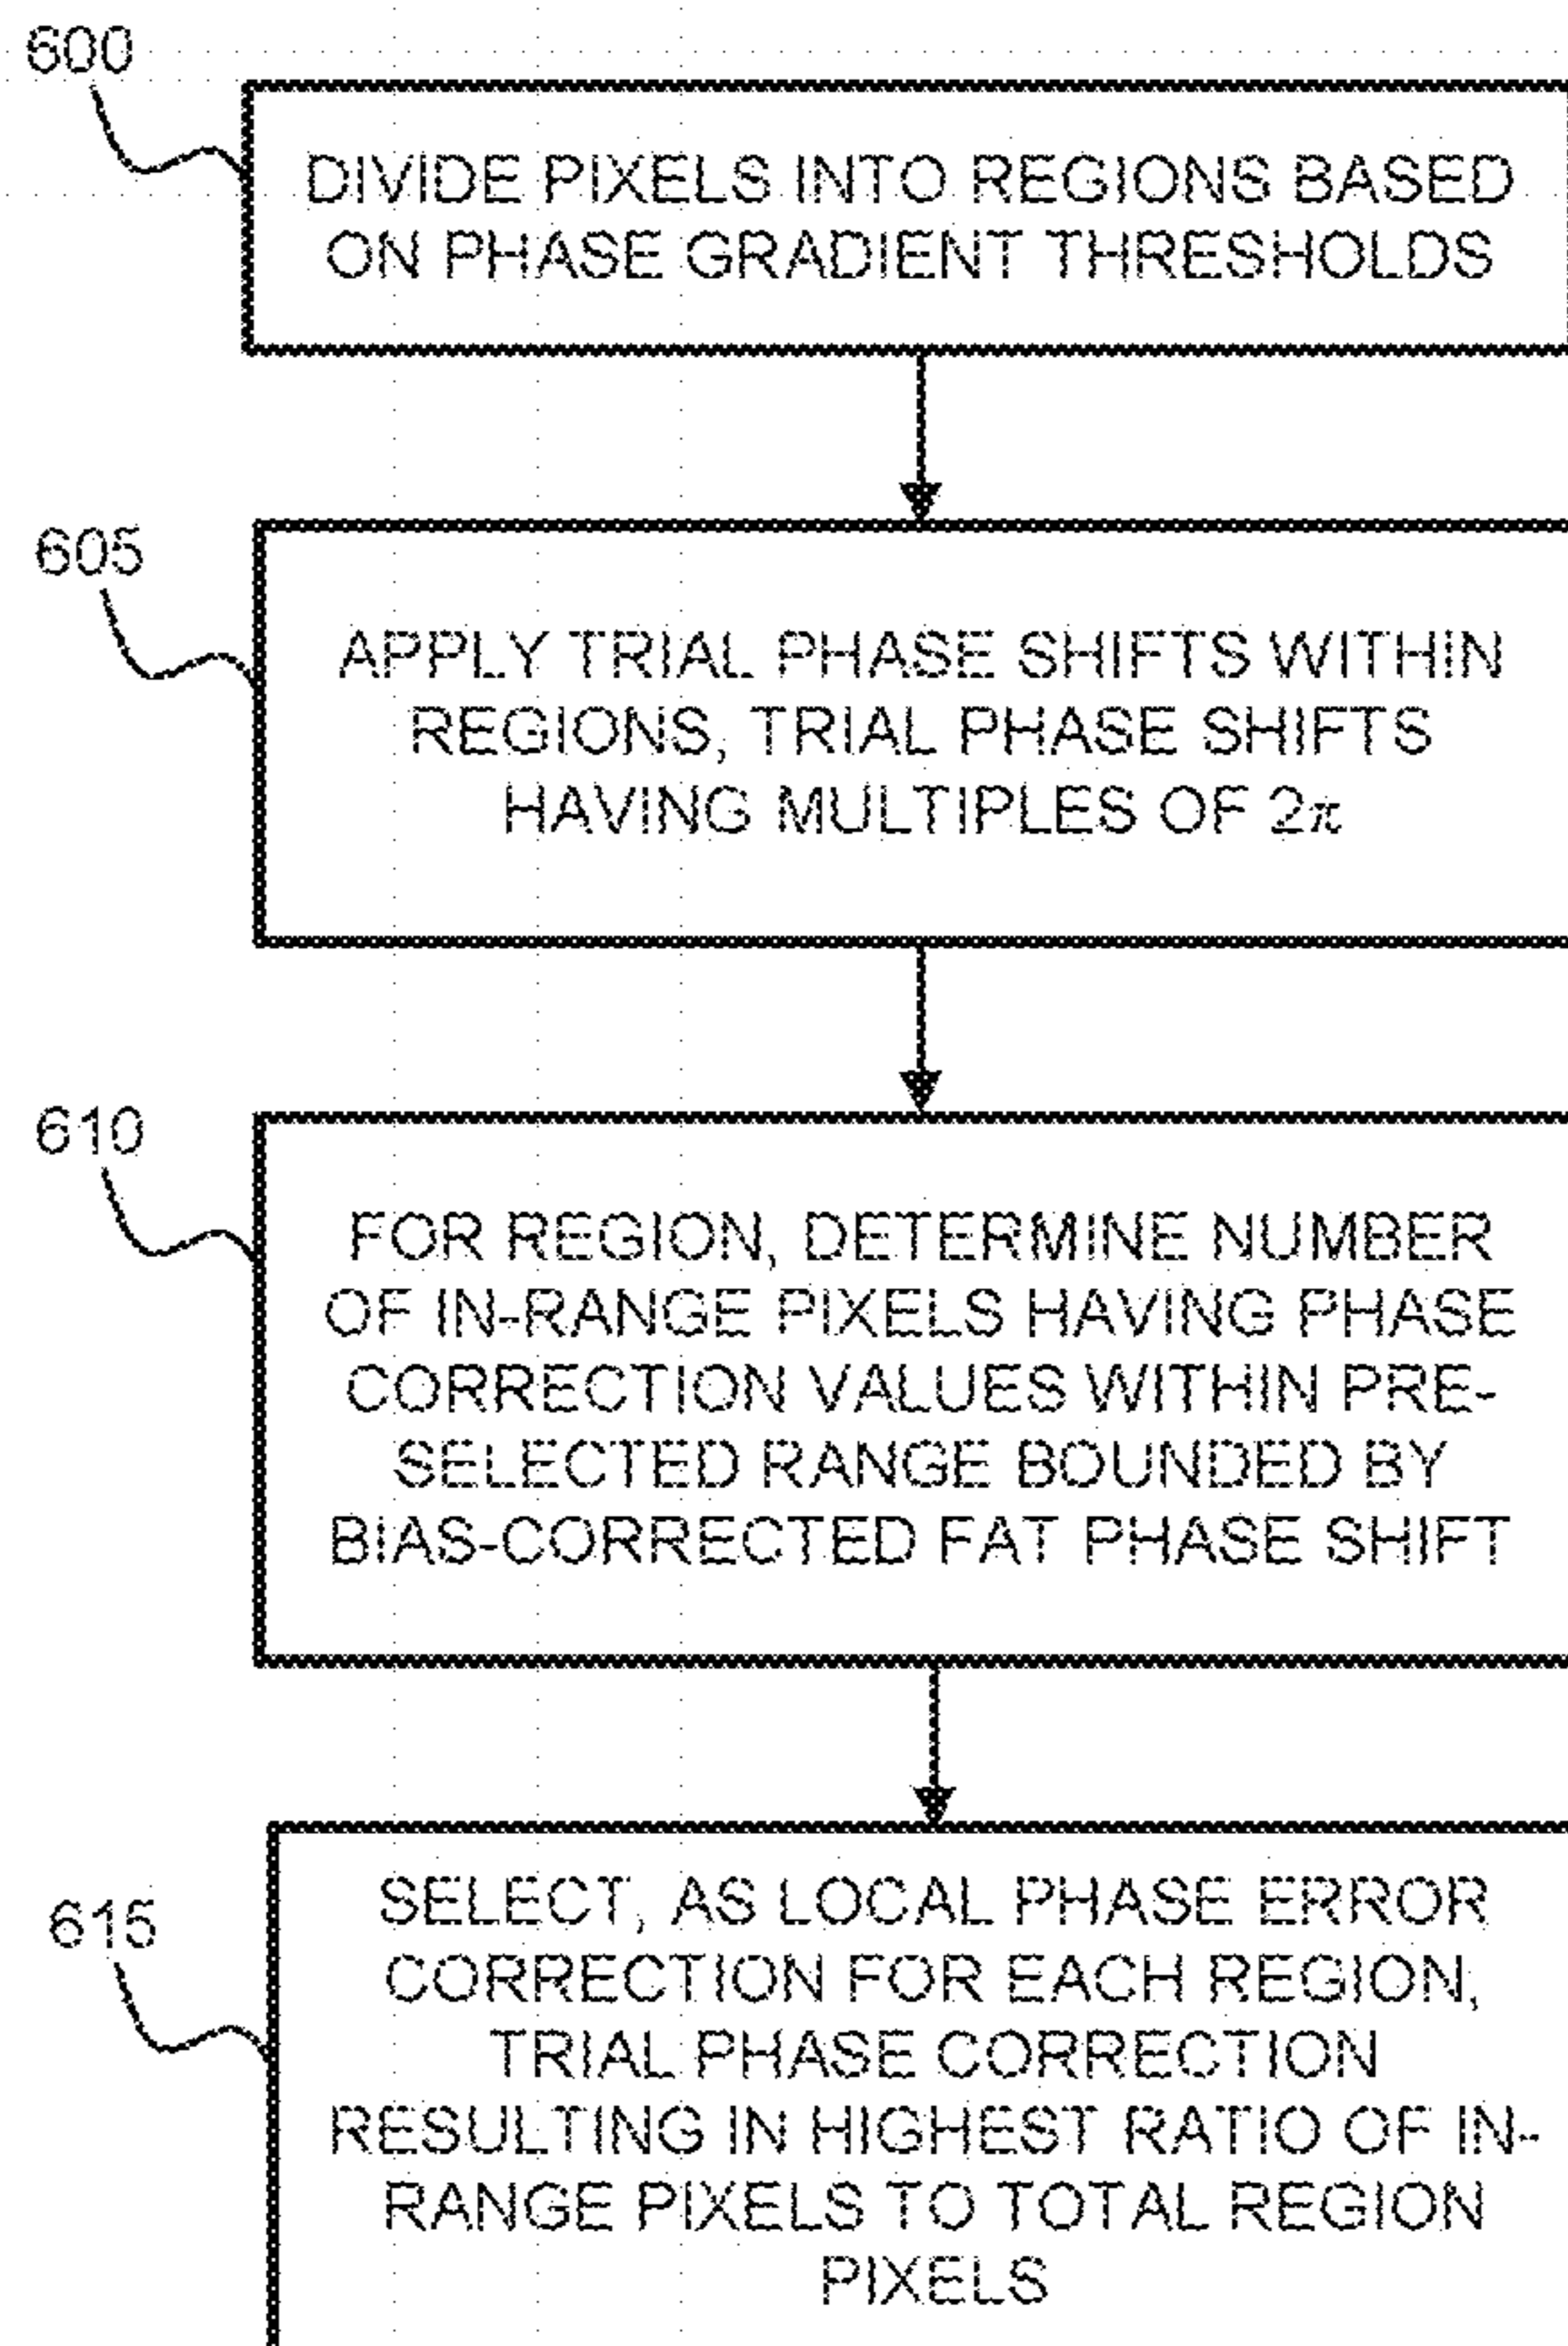 600
DIVIDE PIXELS INTO REGIONS BASED
ON PHASE GRADIENT THRESHOLDS
605
APPLY TRIAL PHASE SHIFTS WITHIN
REGIONS, TRIAL PHASE SHIFTS
HAVING MULTIPLES OF 2π
610
FOR REGION, DETERMINE NUMBER
OF IN-RANGE PIXELS HAVING PHASE
CORRECTION VALUES WITHIN PRE-
SELECTED RANGE BOUNDED BY
BIAS-CORRECTED FAT PHASE SHIFT
615
SELECT, AS LOCAL PHASE ERROR
CORRECTION FOR EACH REGION,
TRIAL PHASE CORRECTION
RESULTING IN HIGHEST RATIO OF IN-
RANGE PIXELS TO TOTAL REGION
PIXELS